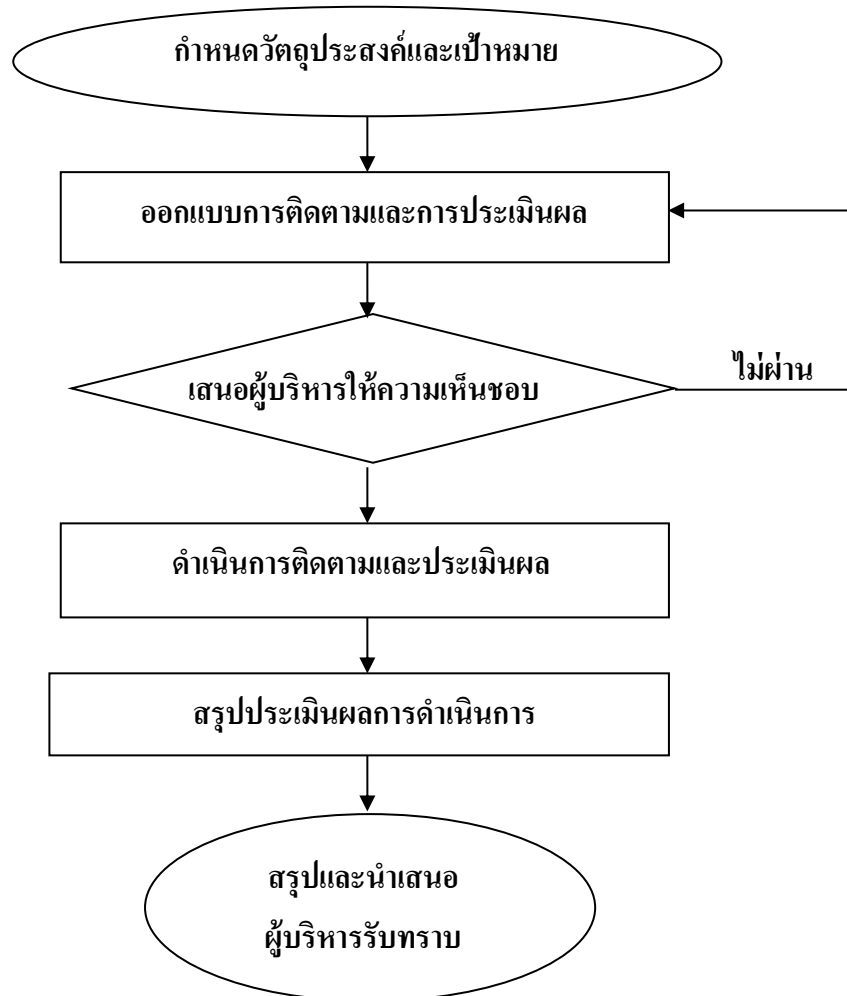 กำหนดวัตถุประสงค์และเป้าหมาย
ออกแบบการติดตามและการประเมินผล
เสนอผู้บริหารให้ความเห็นชอบ
ไม่ผ่าน
ดำเนินการติดตามและประเมินผล
สรุปประเมินผลการดำเนินการ
สรุปและนำเสนอ
ผู้บริหารรับทราบ